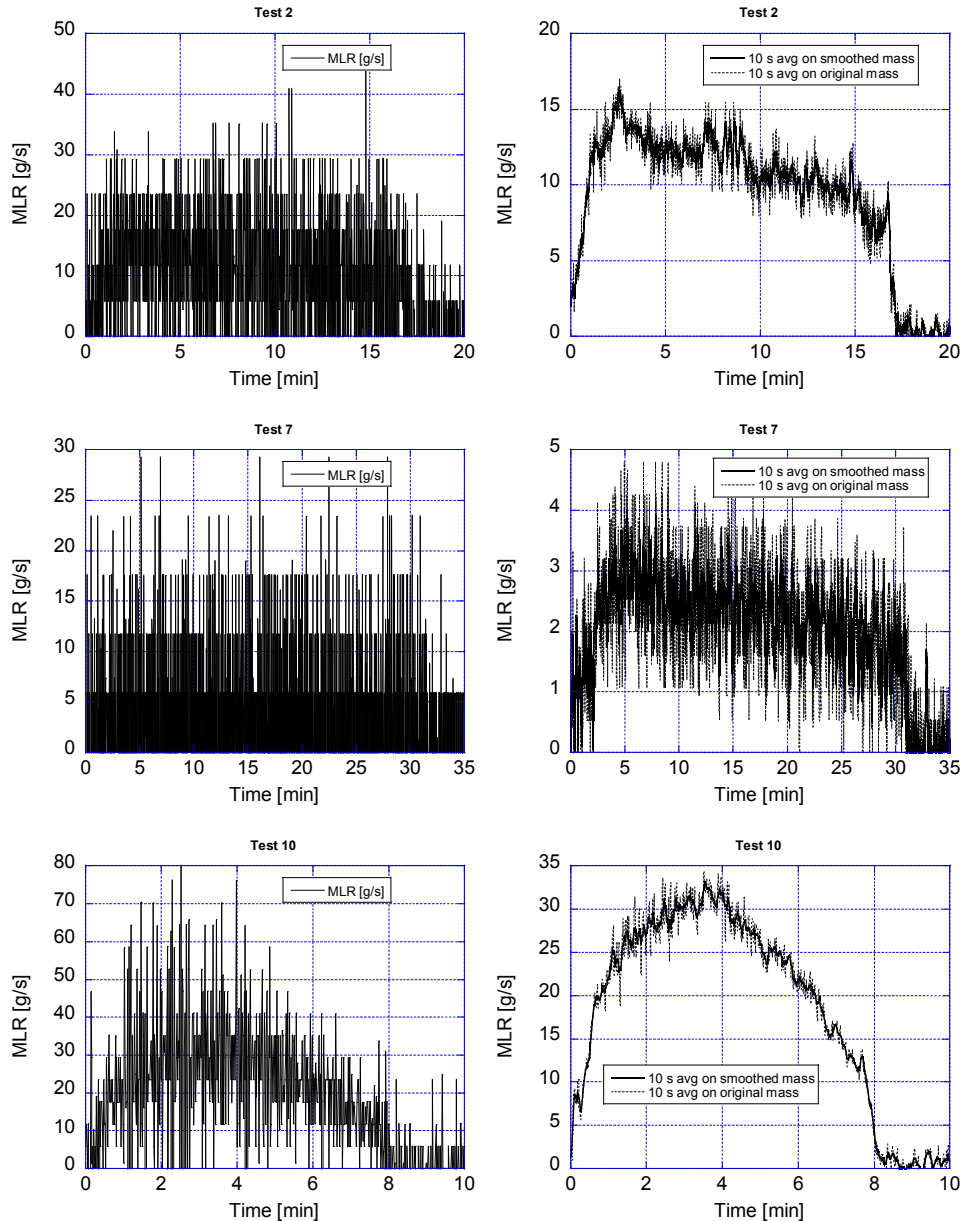 Test 2
50
40
30
20
10
0
MLR [g/s]
MLR [g/s]
0 5 10 15 20
Time [min]
Test 2
20
15
10
5
0
MLR [g/s]
10 s avg on smoothed mass
10 s avg on original mass
0 5 10 15 20
Time [min]
Test 7
30
25
20
15
10
5
0
MLR [g/s]
MLR [g/s]
0 5 10 15 20 25 30 35
Time [min]
Test 7
5
4
3
2
1
0
MLR [g/s]
10 s avg on smoothed mass
10 s avg on original mass
0 5 10 15 20 25 30 35
Time [min]
Test 10
80
70
60
50
40
30
20
10
0
MLR [g/s]
MLR [g/s]
0 2 4 6 8 10
Time [min]
Test 10
35
30
25
20
15
10
5
0
MLR [g/s]
10 s avg on smoothed mass
10 s avg on original mass
0 2 4 6 8 10
Time [min]